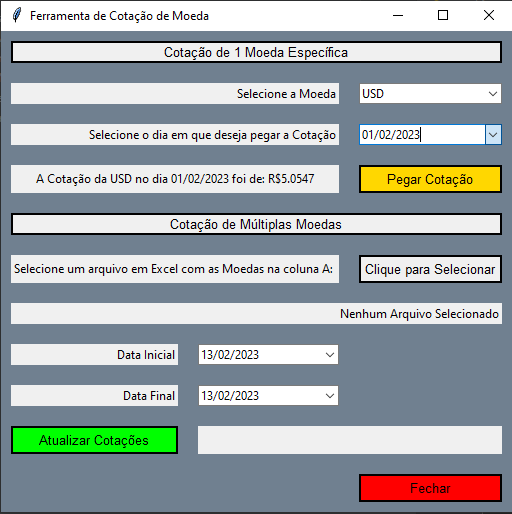 Ferramenta de Cotação de Moeda
Cotação de 1 Moeda Específica
Selecione a Moeda USD
Selecione o dia em que deseja pegar a Cotação 01/02/2023
A Cotação da USD no dia 01/02/2023 foi de: R$5.0547 Pegar Cotação
Cotação de Múltiplas Moedas
Selecione um arquivo em Excel com as Moedas na coluna A: Clique para Selecionar
Nenhum Arquivo Selecionado
Data Inicial 13/02/2023
Data Final 13/02/2023
Atualizar Cotações
Fechar